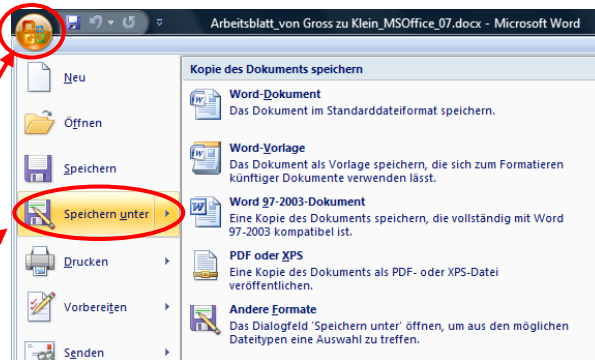 Arbeitsblatt_von Gross zu Klein_MSOffice_07.docx - Microsoft Word
Neu
Öffnen
Speichern
Speichern unter
Drucken
Vorbereiten
Senden
Kopie des Dokuments speichern
Word-Dokument
Das Dokument im Standarddateiformat speichern.
Word-Vorlage
Das Dokument als Vorlage speichern, die sich zum Formatieren
künftiger Dokumente verwenden lässt.
Word 97-2003-Dokument
Eine Kopie des Dokuments speichern, die vollständig mit Word
97-2003 kompatibel ist.
PDF oder XPS
Eine Kopie des Dokuments als PDF- oder XPS-Datei
veröffentlichen.
Andere Formate
Das Dialogfeld 'Speichern unter' öffnen, um aus den möglichen
Dateitypen eine Auswahl zu treffen.